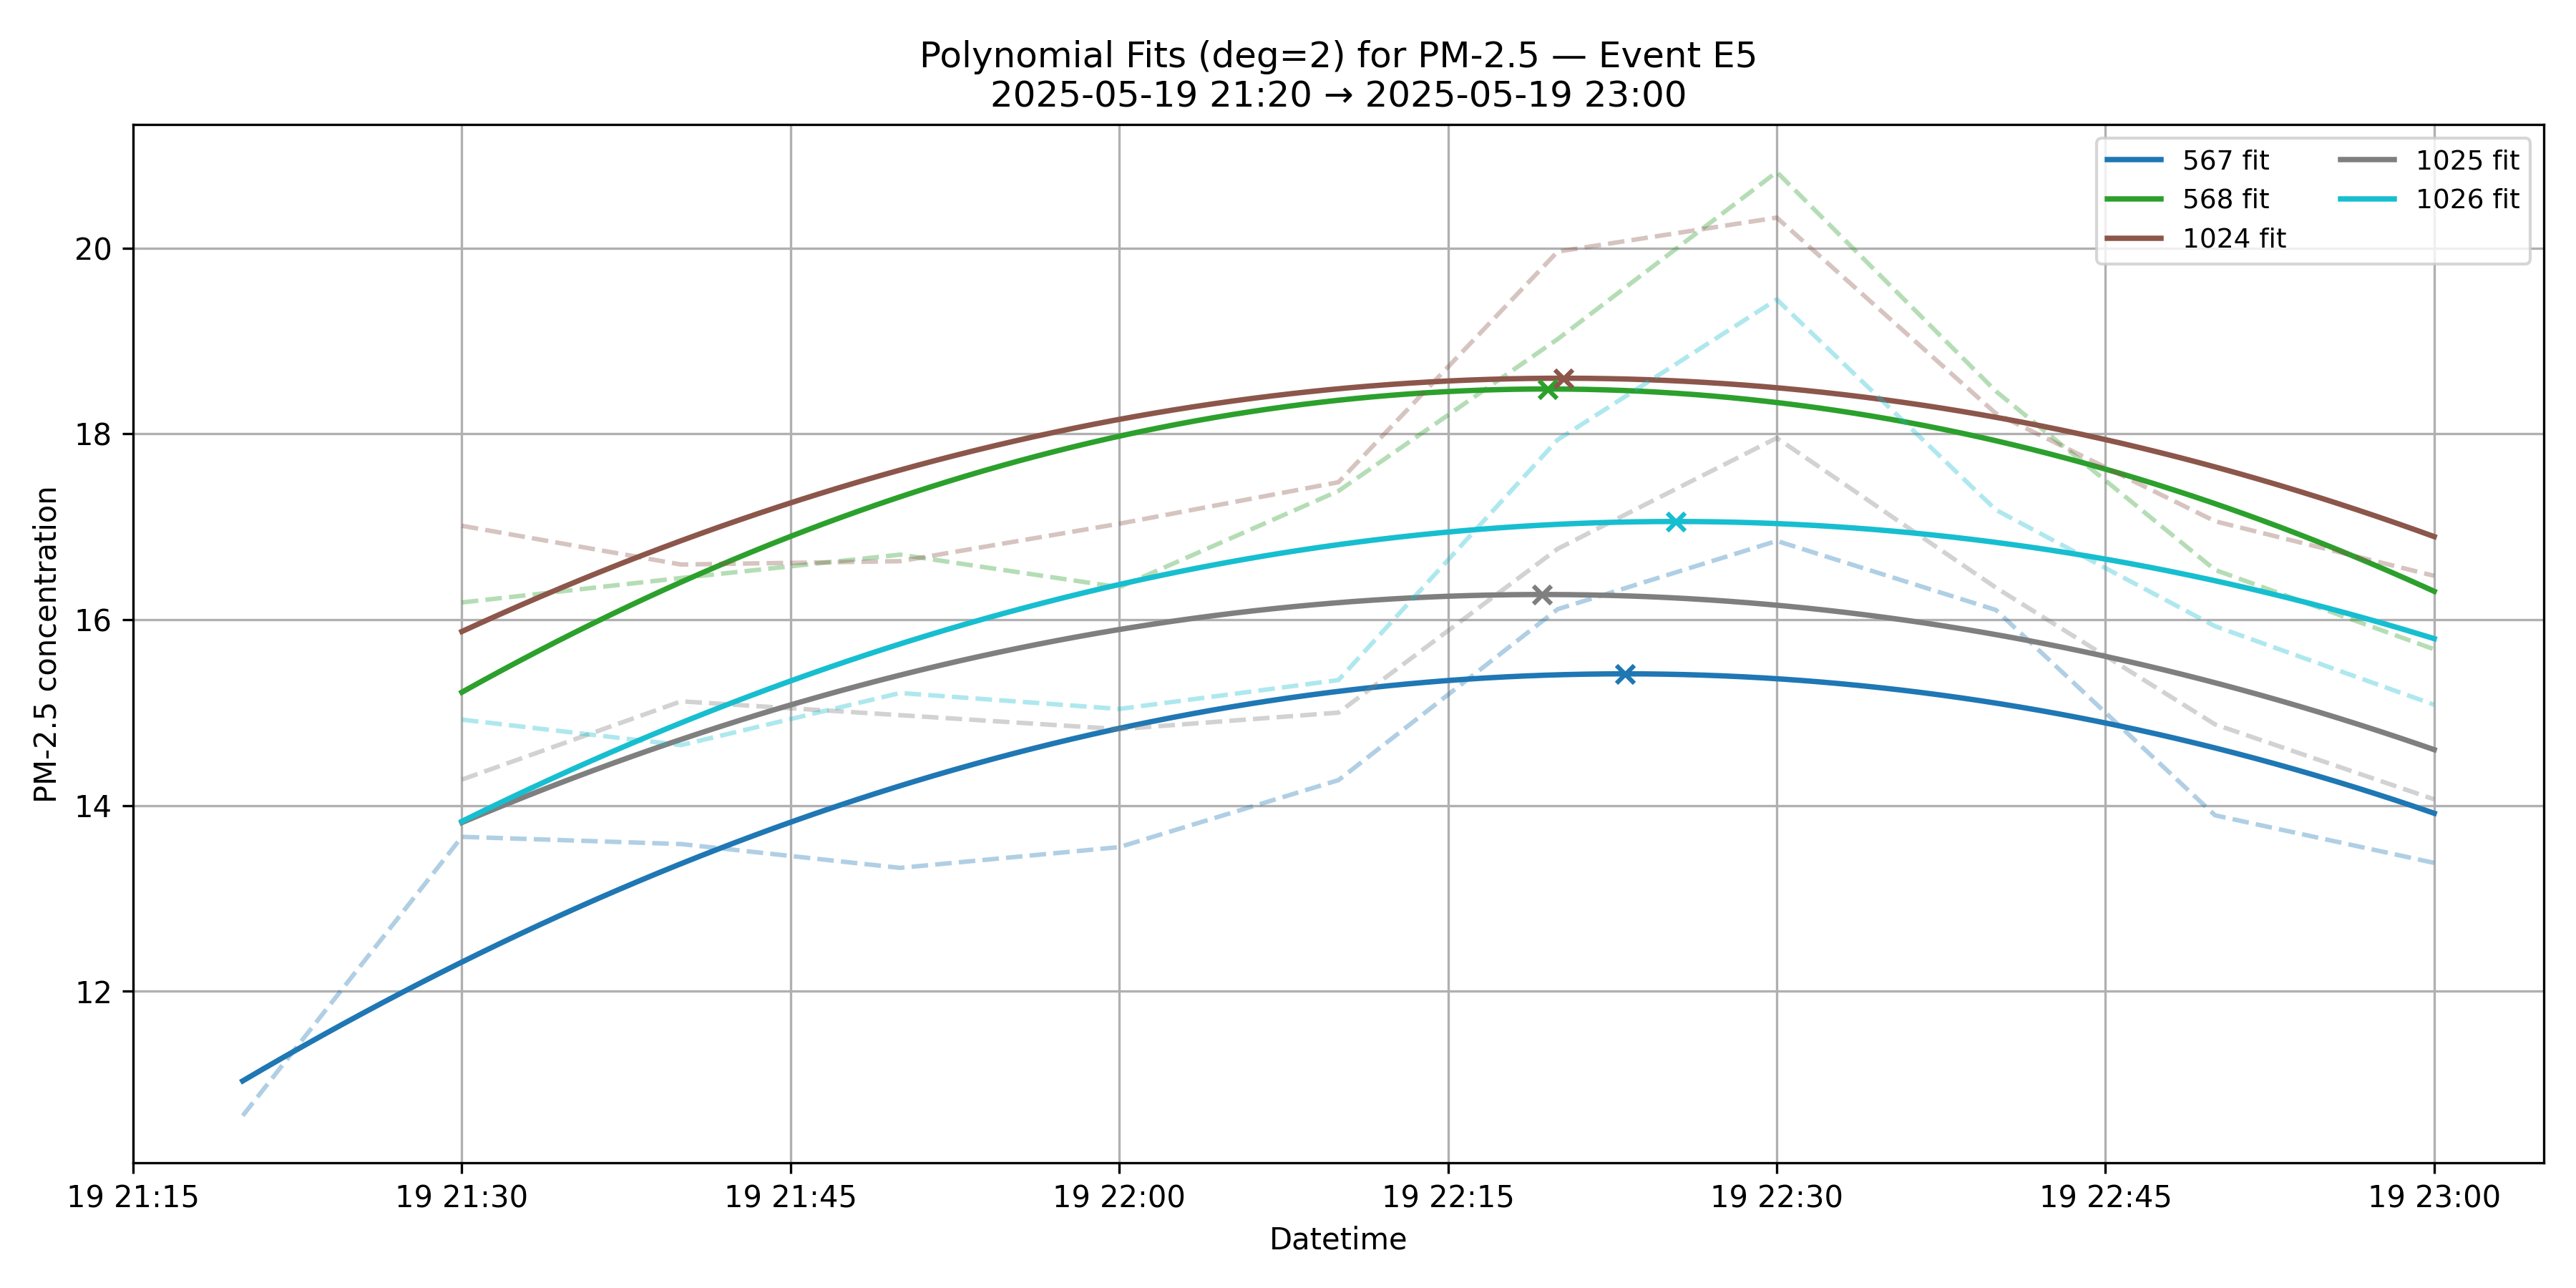 Polynomial Fits (deg=2) for PM-2.5 — Event E5
2025-05-19 21:20 → 2025-05-19 23:00
567 fit
568 fit
1024 fit
1025 fit
1026 fit
PM-2.5 concentration
20
18
16
14
12
19 21:15
19 21:30
19 21:45
19 22:00
19 22:15
19 22:30
19 22:45
19 23:00
Datetime